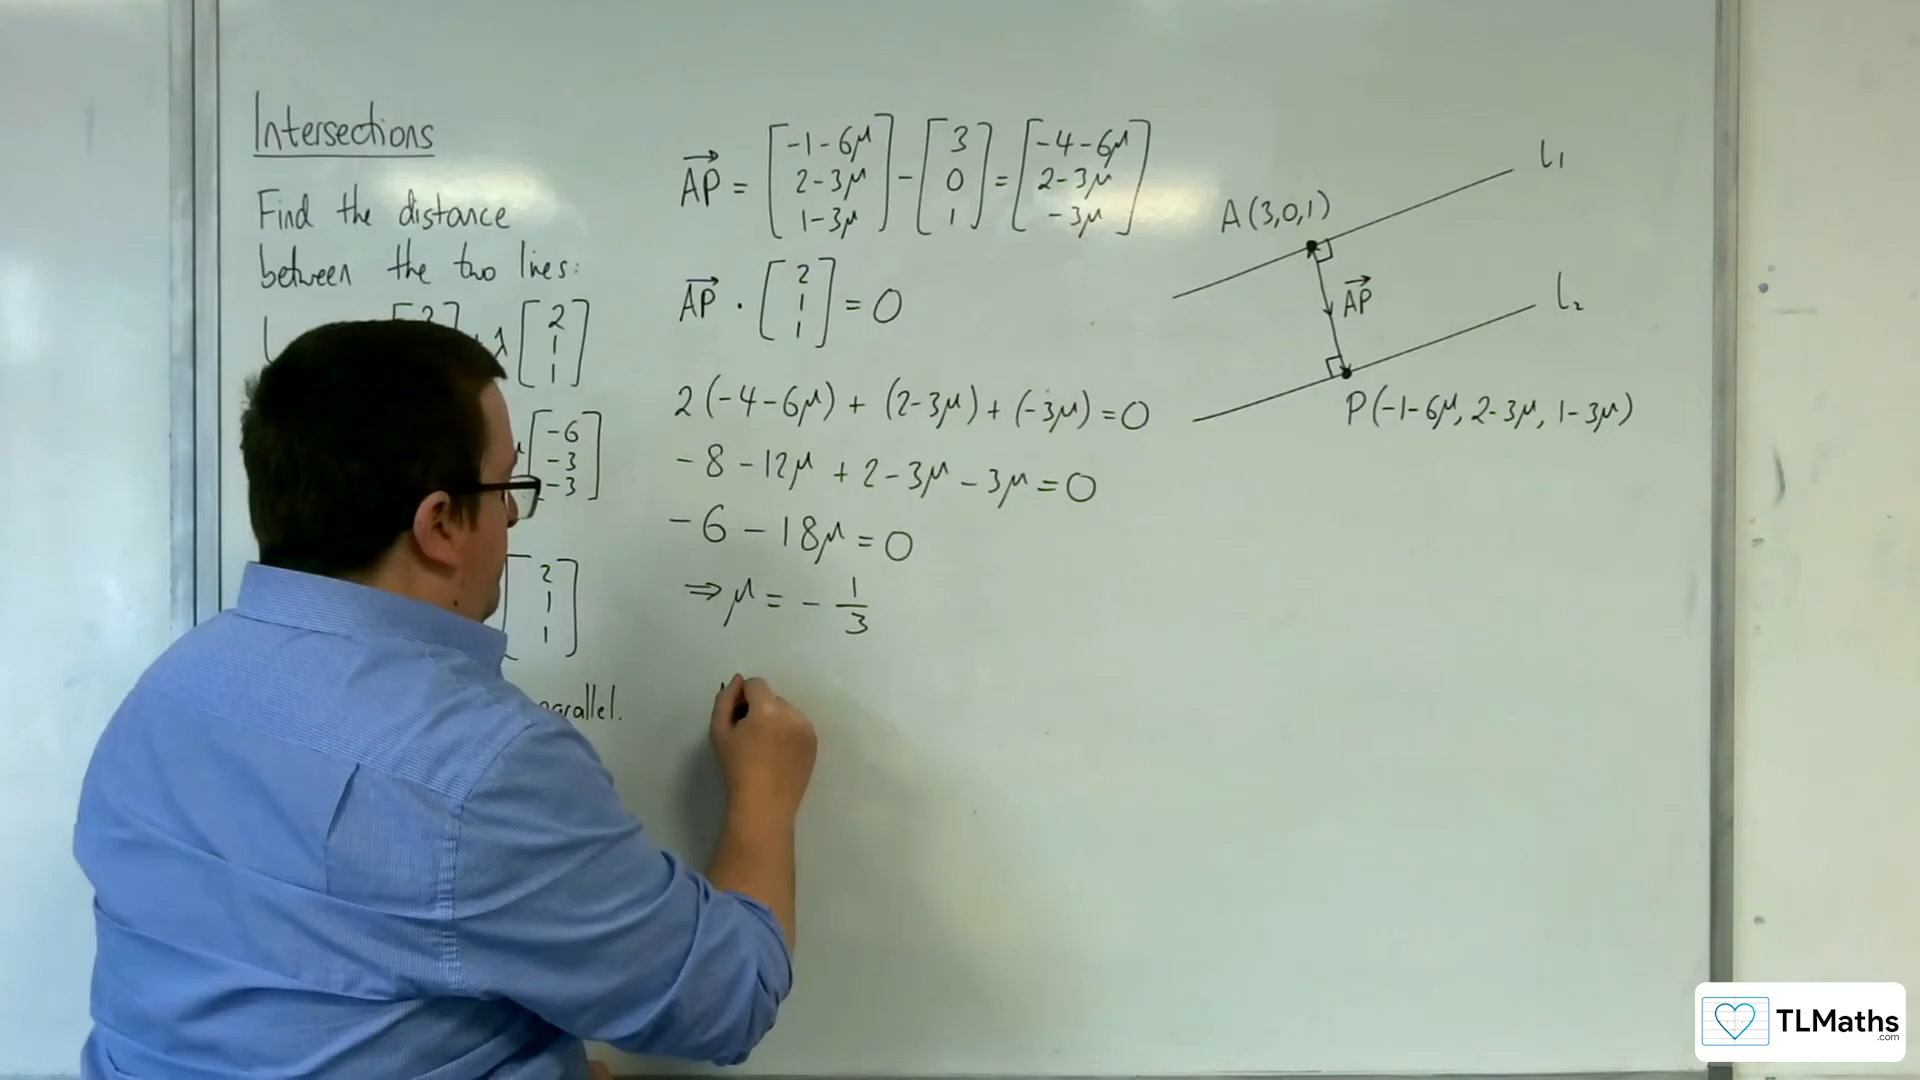 Intersections
Find the distance
between the two lines:
λ [2 1 1]
[-6 -3 -3]
[2 1 1]
parallel.
AP = [-1-6μ 2-3μ 1-3μ] - [3 0 1] = [-4-6μ 2-3μ -3μ]
AP · [2 1 1] = 0
2(-4-6μ) + (2-3μ) + (-3μ) = 0
-8 - 12μ + 2 - 3μ - 3μ = 0
-6 - 18μ = 0
⇒ μ = -1/3
l₁
A(3,0,1)
AP
l₂
P(-1-6μ, 2-3μ, 1-3μ)
TLMaths
.com